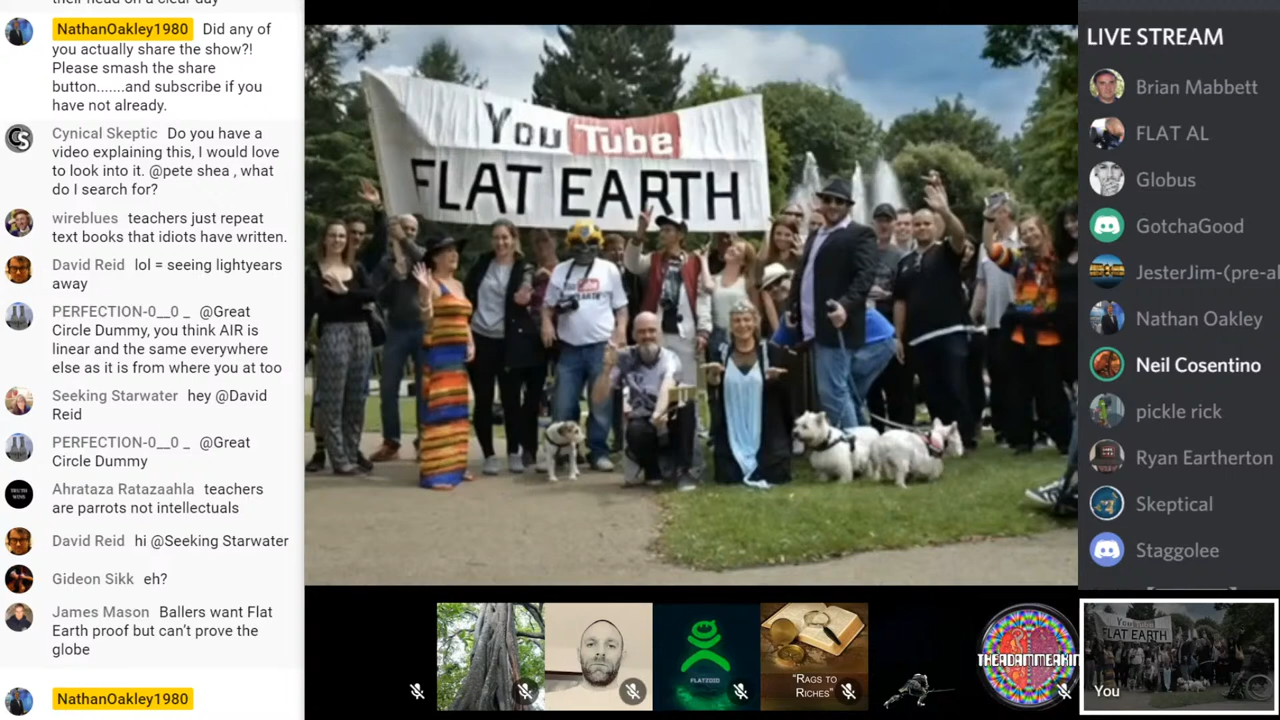 their head on a clear day
NathanOakley1980 Did any of
you actually share the show?!
Please smash the share
button.......and subscribe if you
have not already.
Cynical Skeptic Do you have a
video explaining this, I would love
to look into it. @pete shea , what
do I search for?
wireblues teachers just repeat
text books that idiots have written.
David Reid lol = seeing lightyears
away
PERFECTION-0__0 _ @Great
Circle Dummy, you think AIR is
linear and the same everywhere
else as it is from where you at too
Seeking Starwater hey @David
Reid
PERFECTION-0__0 _ @Great
Circle Dummy
Ahrataza Ratazaahla teachers
are parrots not intellectuals
David Reid hi @Seeking Starwater
Gideon Sikk eh?
James Mason Ballers want Flat
Earth proof but can't prove the
globe
NathanOakley1980
You Tube
FLAT EARTH
LIVE STREAM
Brian Mabbett
FLAT AL
Globus
GotchaGood
JesterJim-(pre-al
Nathan Oakley
Neil Cosentino
pickle rick
Ryan Eartherton
Skeptical
Staggolee
FLATZOID
"RAGS TO
RICHES"
THEADAMMEAKIN
You Tube
FLAT EARTH
You